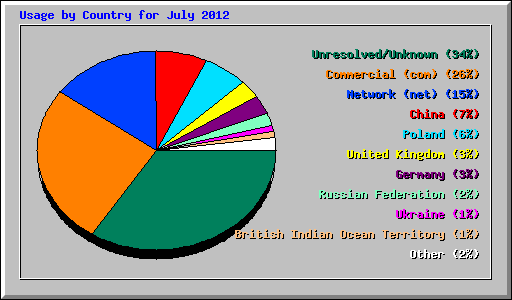 Usage by Country for July 2012
Unresolved/Unknown (34%)
Commercial (com) (26%)
Network (net) (15%)
China (7%)
Poland (6%)
United Kingdom (3%)
Germany (3%)
Russian Federation (2%)
Ukraine (1%)
British Indian Ocean Territory (1%)
Other (2%)